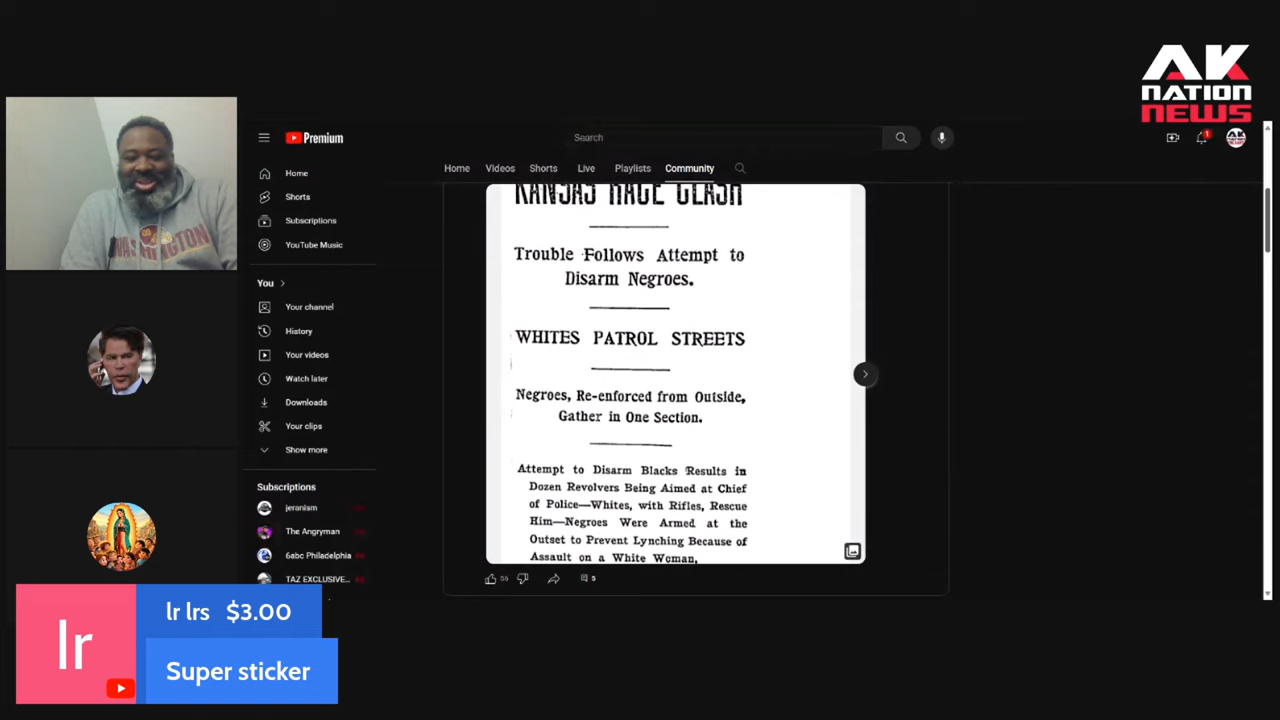 AK
NATION
NEWS
Premium
Search
1
Home Videos Shorts Live Playlists Community
Home
Shorts
Subscriptions
YouTube Music
You
Your channel
History
Your videos
Watch later
Downloads
Your clips
Show more
Subscriptions
jeranism
The Angryman
6abc Philadelphia
TAZ EXCLUSIVE...
WASHINGTON
KANSAS RACE CLASH
Trouble Follows Attempt to
Disarm Negroes.
WHITES PATROL STREETS
Negroes, Re-enforced from Outside,
Gather in One Section.
Attempt to Disarm Blacks Results in
Dozen Revolvers Being Aimed at Chief
of Police—Whites, with Rifles, Rescue
Him—Negroes Were Armed at the
Outset to Prevent Lynching Because of
Assault on a White Woman.
5
lr
lr lrs $3.00
Super sticker